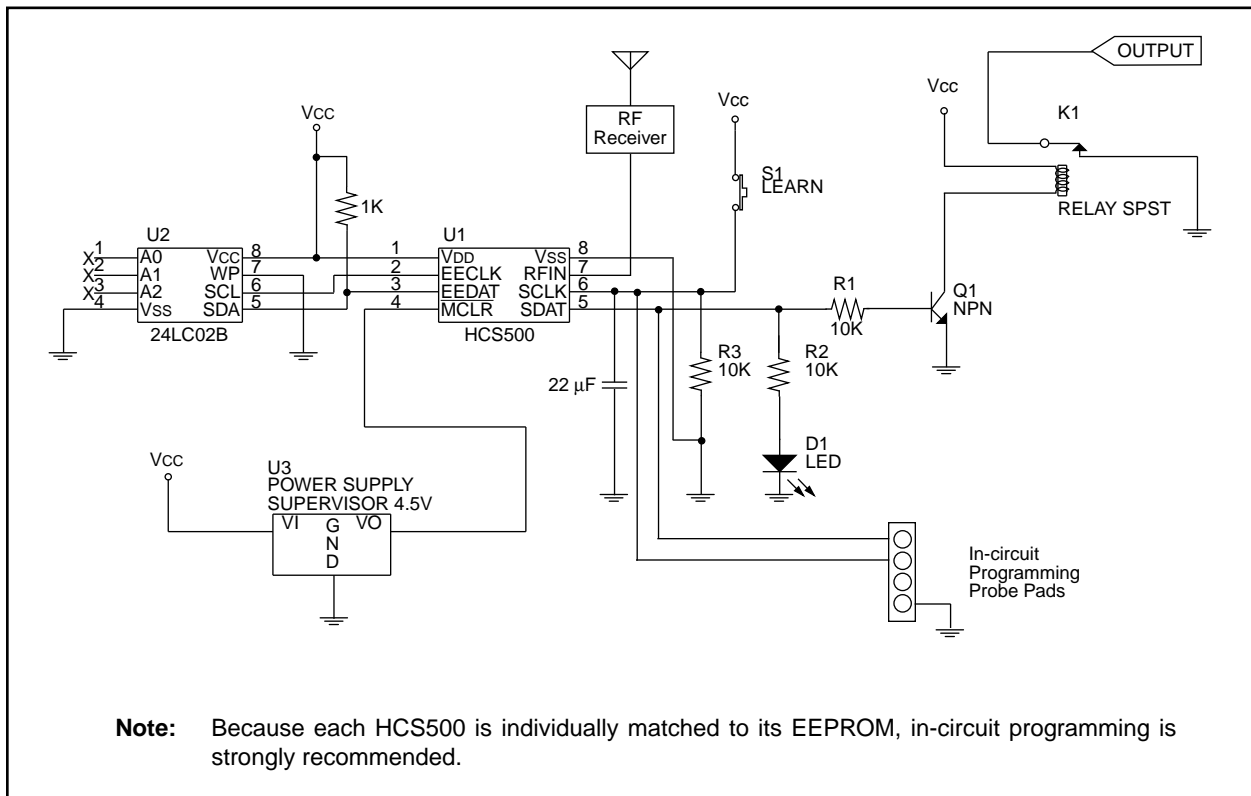 OUTPUT
Vcc
K1
RELAY SPST
RF
Receiver
Vcc
S1
LEARN
Vcc
1K
U2
X 1 A0 VCC 8
X 2 A1 WP 7
X 3 A2 SCL 6
4 VSS SDA 5
24LC02B
U1
1 VDD VSS 8
2 EECLK RFIN 7
3 EEDAT SCLK 6
4 MCLR SDAT 5
HCS500
R1
10K
Q1
NPN
R3
10K
R2
10K
22 µF
D1
LED
Vcc
U3
POWER SUPPLY
SUPERVISOR 4.5V
VI GND VO
In-circuit
Programming
Probe Pads
Note: Because each HCS500 is individually matched to its EEPROM, in-circuit programming is
strongly recommended.